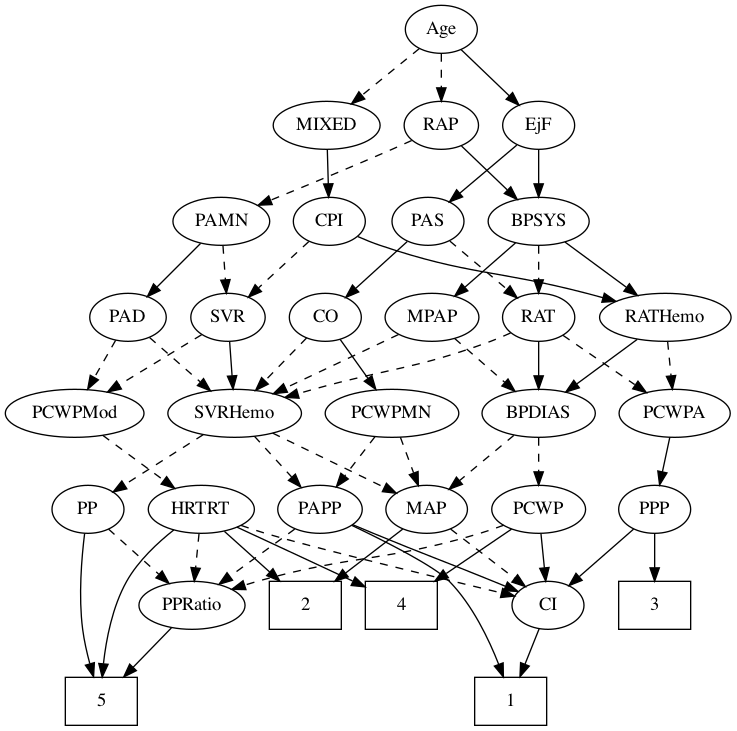 Age
MIXED
RAP
EjF
PAMN
CPI
PAS
BPSYS
PAD
SVR
CO
MPAP
RAT
RATHemo
PCWPMod
SVRHemo
PCWPMN
BPDIAS
PCWPA
PP
HRTRT
PAPP
MAP
PCWP
PPP
PPRatio
2
4
CI
3
5
1